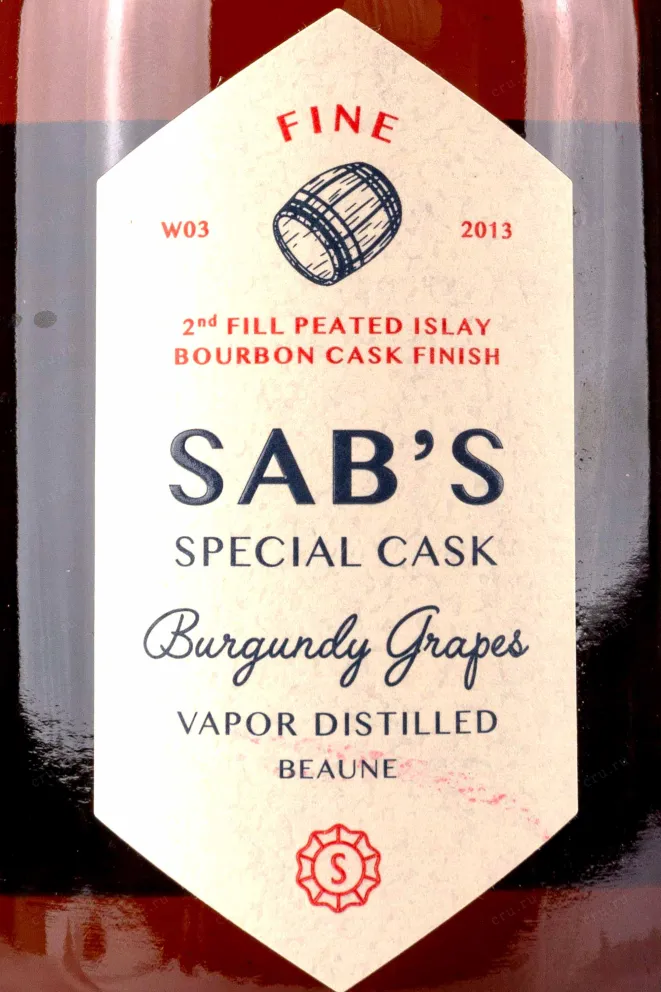 FINE
W03
2013
2nd FILL PEATED ISLAY
BOURBON CASK FINISH
SAB'S
SPECIAL CASK
Burgundy Grapes
VAPOR DISTILLED
BEAUNE
S